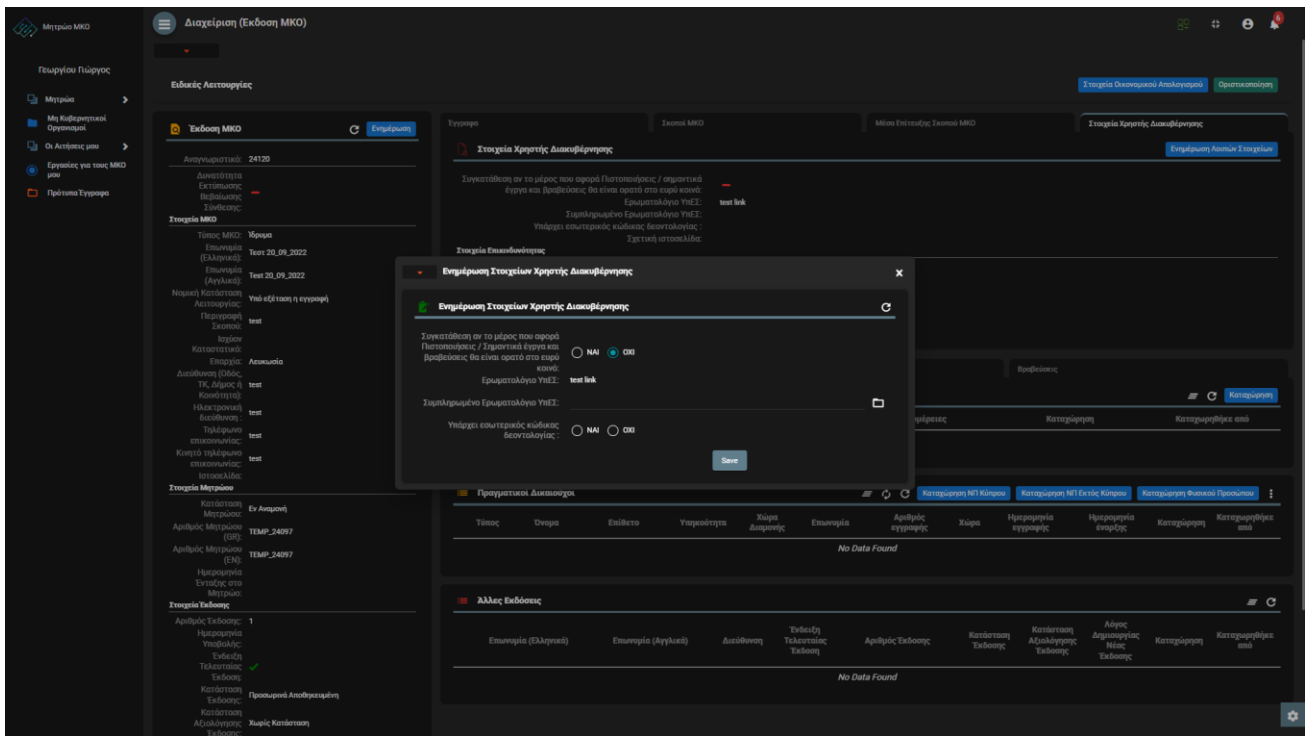 Μητρώο ΜΚΟ
Διαχείριση (Έκδοση ΜΚΟ)
6
Γεωργίου Γιώργος
Μητρώα
Μη Κυβερνητικοί
Οργανισμοί
Οι Αιτήσεις μου
Εργασίες για τους ΜΚΟ
μου
Πρότυπα Έγγραφα
Ειδικές Λειτουργίες
Στοιχεία Οικονομικού Απολογισμού
Οριστικοποίηση
Έκδοση ΜΚΟ
Ενημέρωση
Αναγνωριστικό: 24120
Δυνατότητα
Εκτύπωσης
Βεβαίωσης
Σύνθεσης:
Στοιχεία ΜΚΟ
Τύπος ΜΚΟ: Ίδρυμα
Επωνυμία
(Ελληνικά): Τεστ 20_09_2022
Επωνυμία
(Αγγλικά): Test 20_09_2022
Νομική Κατάσταση
Λειτουργίας: Υπό εξέταση η εγγραφή
Περιγραφή
Σκοπού: test
Ισχύον
Καταστατικό:
Επαρχία: Λευκωσία
Διεύθυνση (Οδός,
ΤΚ, Δήμος ή
Κοινότητα): test
Ηλεκτρονική
διεύθυνση : test
Τηλέφωνο
επικοινωνίας: test
Κινητό τηλέφωνο
επικοινωνίας: test
Ιστοσελίδα:
Στοιχεία Μητρώου
Κατάσταση
Μητρώου: Εν Αναμονή
Αριθμός Μητρώου
(GR): TEMP_24097
Αριθμός Μητρώου
(EN): TEMP_24097
Ημερομηνία
Ένταξης στο
Μητρώο:
Στοιχεία Έκδοσης
Αριθμός Έκδοσης: 1
Ημερομηνία
Υποβολής:
Ένδειξη
Τελευταίας
Έκδοση:
Κατάσταση
Έκδοσης: Προσωρινά Αποθηκευμένη
Κατάσταση
Αξιολόγησης
Έκδοσης: Χωρίς Κατάσταση
Έγγραφα
Σκοποί ΜΚΟ
Μέσα Επίτευξης Σκοπού ΜΚΟ
Στοιχεία Χρηστής Διακυβέρνησης
Στοιχεία Χρηστής Διακυβέρνησης
Ενημέρωση Λοιπών Στοιχείων
Συγκατάθεση αν το μέρος που αφορά Πιστοποιήσεις / σημαντικά
έργα και βραβεύσεις θα είναι ορατό στο ευρύ κοινό:
Ερωματολόγιο ΥπΕΣ: test link
Συμπληρωμένο Ερωματολόγιο ΥπΕΣ:
Υπάρχει εσωτερικός κώδικας δεοντολογίας :
Σχετική ιστοσελίδα:
Στοιχεία Επικινδυνότητας
Ενημέρωση Στοιχείων Χρηστής Διακυβέρνησης
Ενημέρωση Στοιχείων Χρηστής Διακυβέρνησης
Συγκατάθεση αν το μέρος που αφορά
Πιστοποιήσεις / Σημαντικά έργα και
βραβεύσεις θα είναι ορατό στο ευρύ
κοινό:
ΝΑΙ ΟΧΙ
Ερωματολόγιο ΥπΕΣ: test link
Συμπληρωμένο Ερωματολόγιο ΥπΕΣ:
Υπάρχει εσωτερικός κώδικας
δεοντολογίας :
ΝΑΙ ΟΧΙ
Save
Βραβεύσεις
Καταχώρηση
Καταχώρηση
Καταχωρηθήκε από
Πραγματικοί Δικαιούχοι
Καταχώρηση ΝΠ Κύπρου
Καταχώρηση ΝΠ Εκτός Κύπρου
Καταχώρηση Φυσικού Προσώπου
Τύπος
Όνομα
Επίθετο
Υπηκοότητα
Χώρα
Διαμονής
Επωνυμία
Αριθμός
εγγραφής
Χώρα
Ημερομηνία
εγγραφής
Ημερομηνία
έναρξης
Καταχώρηση
Καταχωρηθήκε
από
No Data Found
Άλλες Εκδόσεις
Επωνυμία (Ελληνικά)
Επωνυμία (Αγγλικά)
Διεύθυνση
Ένδειξη
Τελευταίας
Έκδοση
Αριθμός Έκδοσης
Κατάσταση
Έκδοσης
Κατάσταση
Αξιολόγησης
Έκδοσης
Λόγος
Δημιουργίας
Νέας
Έκδοσης
Καταχώρηση
Καταχωρηθήκε
από
No Data Found